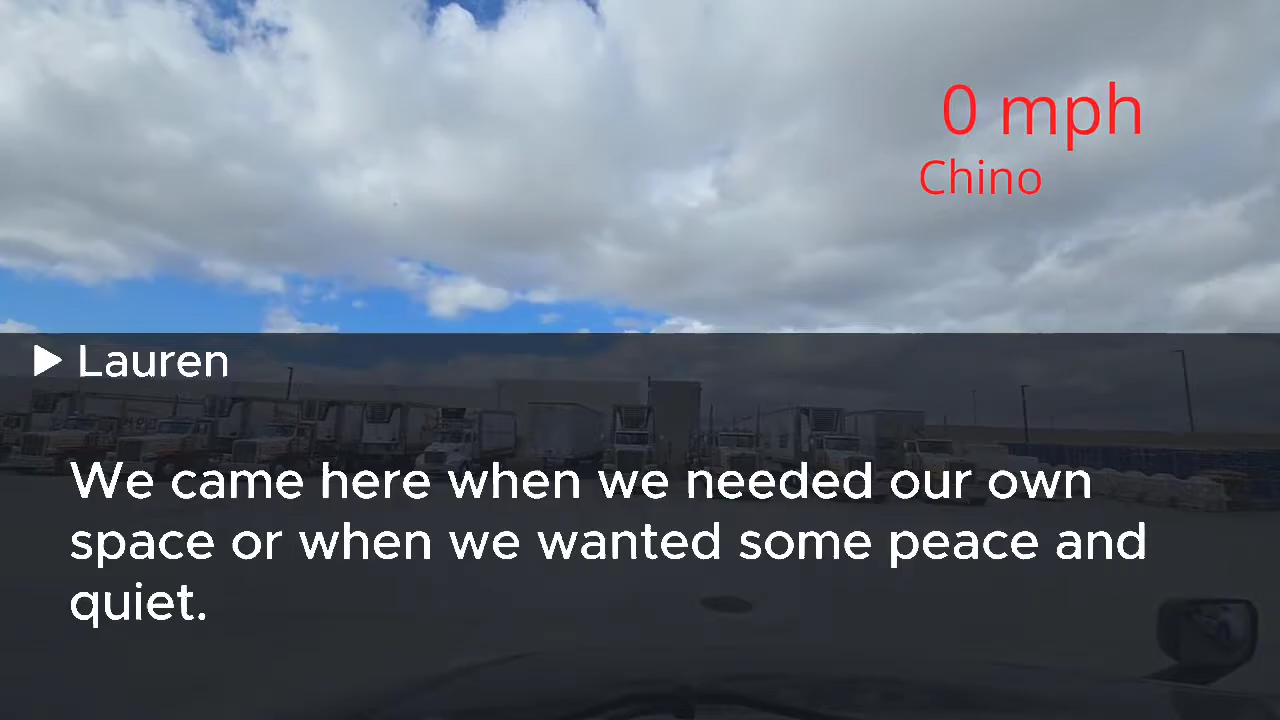 0 mph
Chino
▶ Lauren
We came here when we needed our own
space or when we wanted some peace and
quiet.